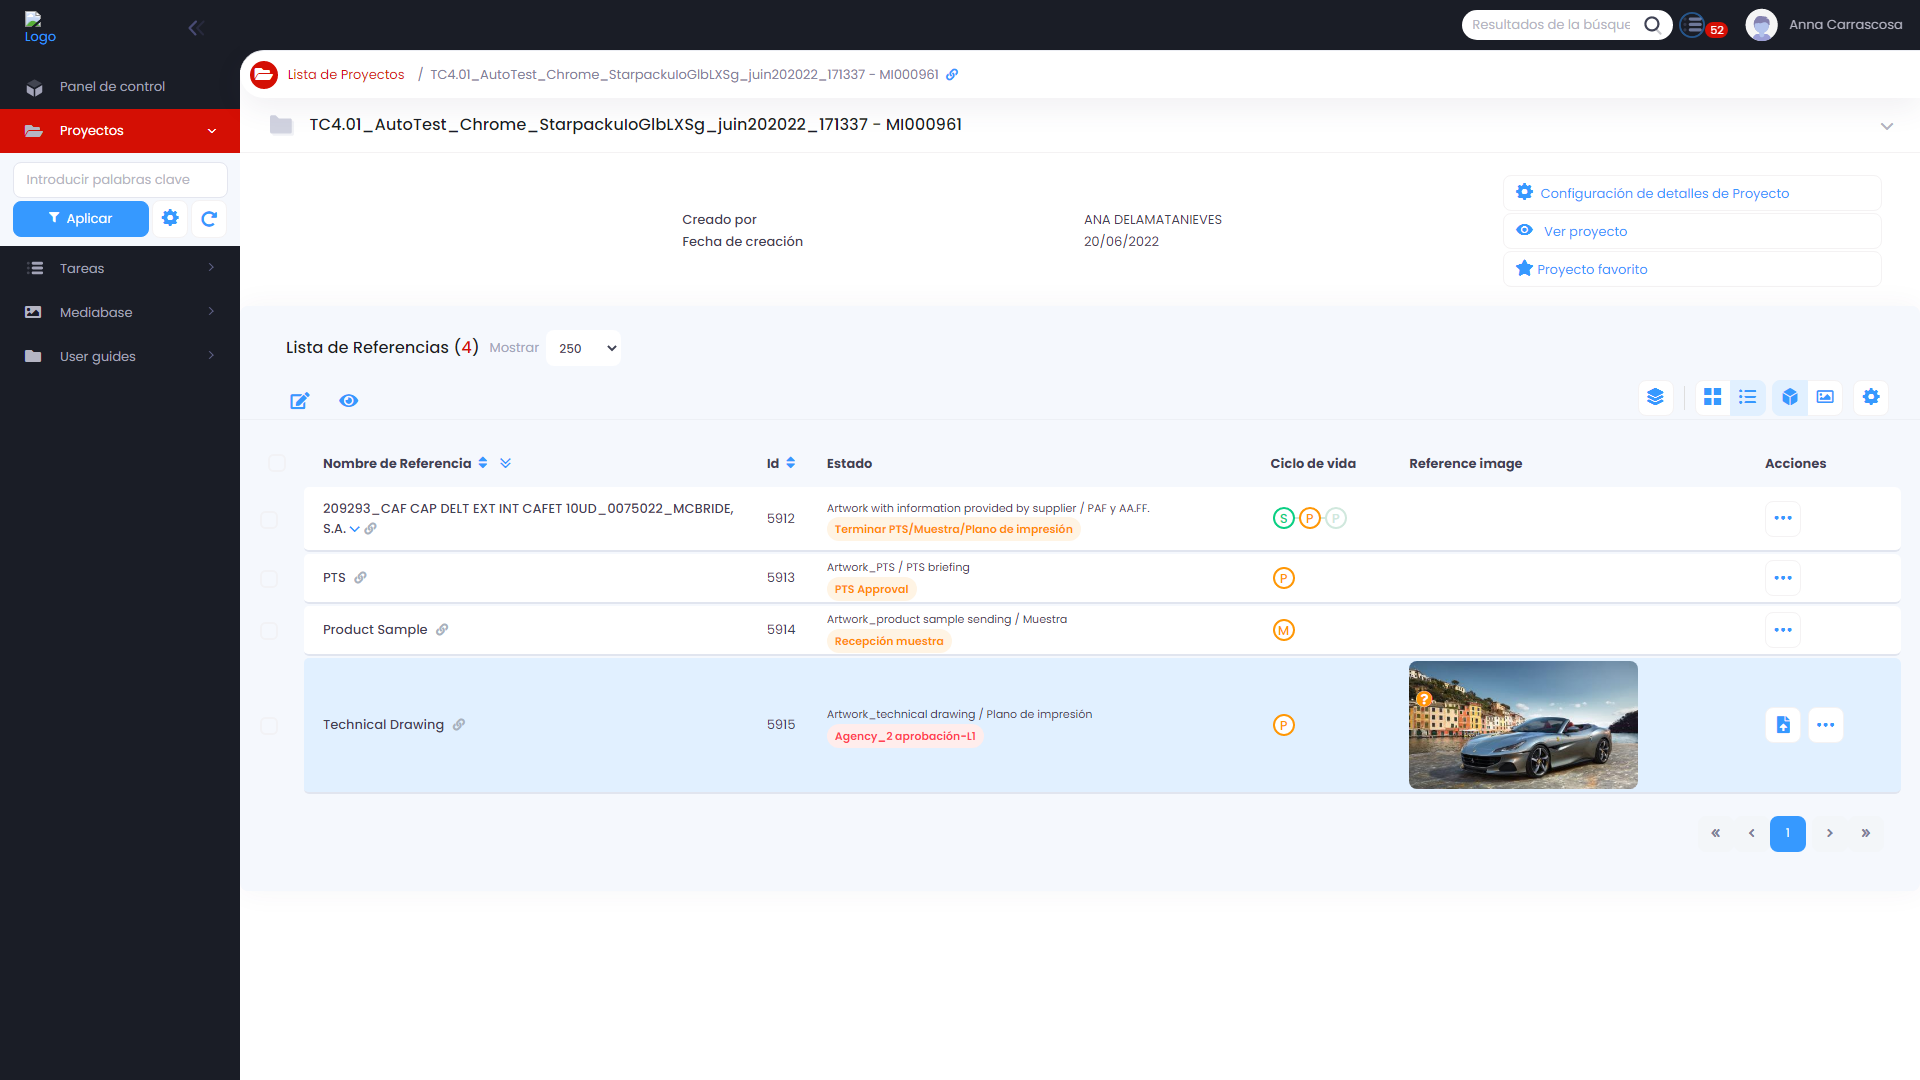 Logo
Resultados de la búsque
52
Anna Carrascosa
Panel de control
Proyectos
Introducir palabras clave
Aplicar
Tareas
Mediabase
User guides
Lista de Proyectos / TC4.01_AutoTest_Chrome_StarpackuIoGlbLXSg_juin202022_171337 - MI000961
TC4.01_AutoTest_Chrome_StarpackuIoGlbLXSg_juin202022_171337 - MI000961
Creado por ANA DELAMATANIEVES
Fecha de creación 20/06/2022
Configuración de detalles de Proyecto
Ver proyecto
Proyecto favorito
Lista de Referencias (4) Mostrar 250
Nombre de Referencia Id Estado Ciclo de vida Reference image Acciones
209293_CAF CAP DELT EXT INT CAFET 10UD_0075022_MCBRIDE,
S.A.
5912
Artwork with information provided by supplier / PAF y AA.FF.
Terminar PTS/Muestra/Plano de impresión
S P P
PTS
5913
Artwork_PTS / PTS briefing
PTS Approval
P
Product Sample
5914
Artwork_product sample sending / Muestra
Recepción muestra
M
Technical Drawing
5915
Artwork_technical drawing / Plano de impresión
Agency_2 aprobación-L1
P
?
« ‹ 1 › »